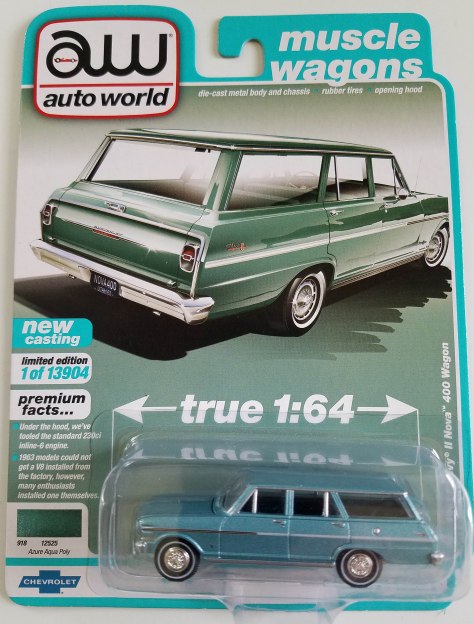 aw
auto world
muscle
wagons
die-cast metal body and chassis • rubber tires • opening hood
NOVA400
new
casting
limited edition
1 of 13904
premium
facts...
• Under the hood, we've
tooled the standard 230ci
inline-6 engine.
• 1963 models could not
get a V8 installed from
the factory, however,
many enthusiasts
installed one themselves.
true 1:64
II Nova™ 400 Wagon
918 12525
Azure Aqua Poly
CHEVROLET